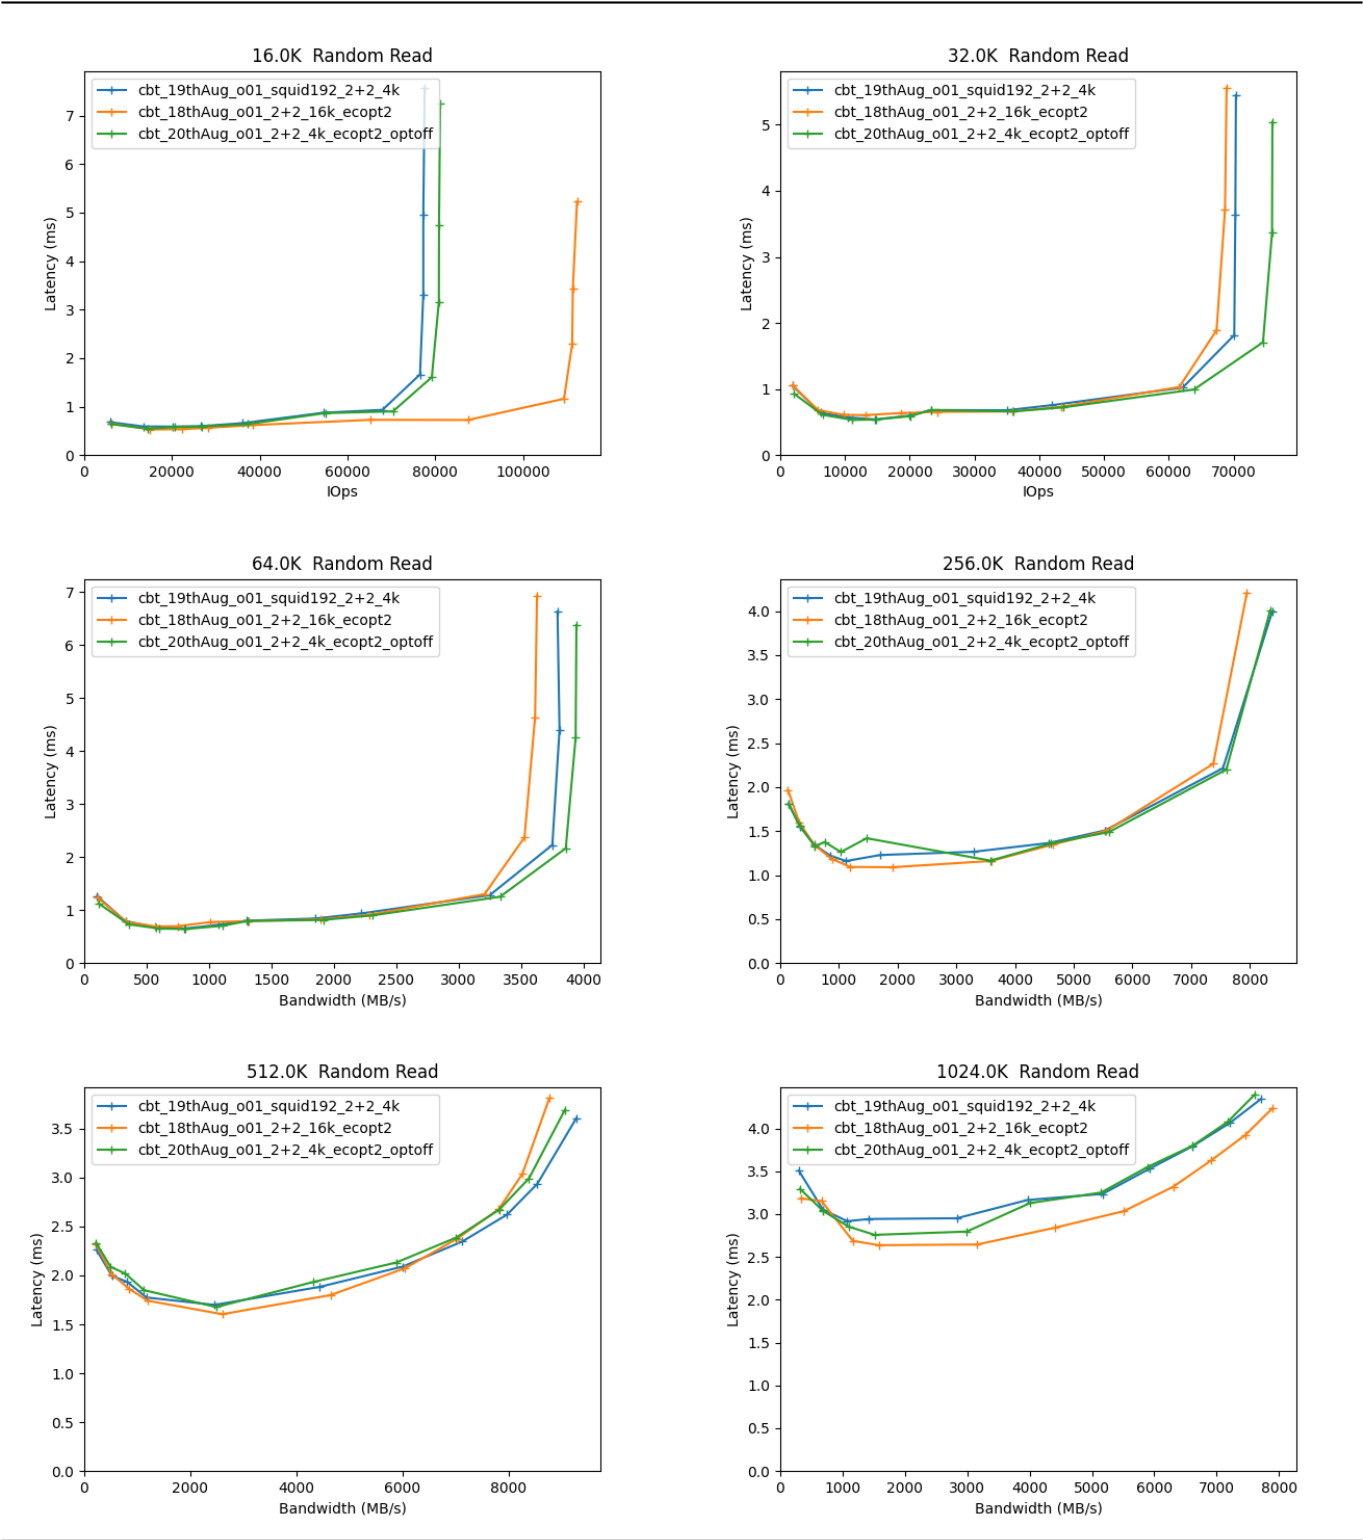 16.0K  Random Read
cbt_19thAug_o01_squid192_2+2_4k
cbt_18thAug_o01_2+2_16k_ecopt2
cbt_20thAug_o01_2+2_4k_ecopt2_optoff
Latency (ms)
7
6
5
4
3
2
1
0
0 20000 40000 60000 80000 100000
IOps
32.0K  Random Read
cbt_19thAug_o01_squid192_2+2_4k
cbt_18thAug_o01_2+2_16k_ecopt2
cbt_20thAug_o01_2+2_4k_ecopt2_optoff
Latency (ms)
5
4
3
2
1
0
0 10000 20000 30000 40000 50000 60000 70000
IOps
64.0K  Random Read
cbt_19thAug_o01_squid192_2+2_4k
cbt_18thAug_o01_2+2_16k_ecopt2
cbt_20thAug_o01_2+2_4k_ecopt2_optoff
Latency (ms)
7
6
5
4
3
2
1
0
0 500 1000 1500 2000 2500 3000 3500 4000
Bandwidth (MB/s)
256.0K  Random Read
cbt_19thAug_o01_squid192_2+2_4k
cbt_18thAug_o01_2+2_16k_ecopt2
cbt_20thAug_o01_2+2_4k_ecopt2_optoff
Latency (ms)
4.0
3.5
3.0
2.5
2.0
1.5
1.0
0.5
0.0
0 1000 2000 3000 4000 5000 6000 7000 8000
Bandwidth (MB/s)
512.0K  Random Read
cbt_19thAug_o01_squid192_2+2_4k
cbt_18thAug_o01_2+2_16k_ecopt2
cbt_20thAug_o01_2+2_4k_ecopt2_optoff
Latency (ms)
3.5
3.0
2.5
2.0
1.5
1.0
0.5
0.0
0 2000 4000 6000 8000
Bandwidth (MB/s)
1024.0K  Random Read
cbt_19thAug_o01_squid192_2+2_4k
cbt_18thAug_o01_2+2_16k_ecopt2
cbt_20thAug_o01_2+2_4k_ecopt2_optoff
Latency (ms)
4.0
3.5
3.0
2.5
2.0
1.5
1.0
0.5
0.0
0 1000 2000 3000 4000 5000 6000 7000 8000
Bandwidth (MB/s)